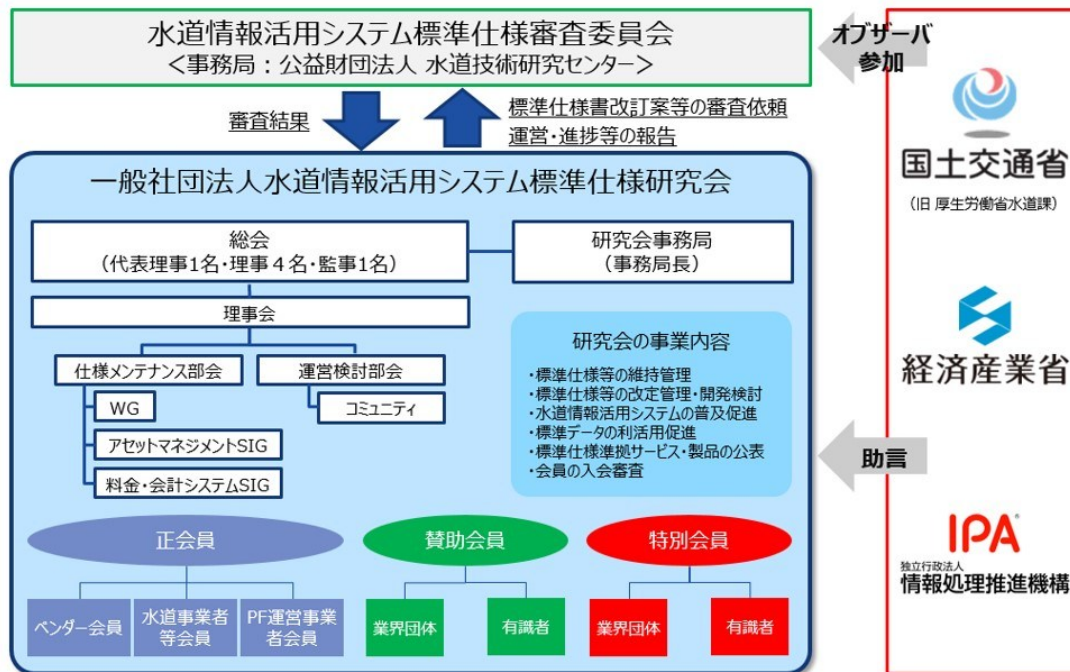 水道情報活用システム標準仕様審査委員会
<事務局：公益財団法人 水道技術研究センター>
オブザーバ
参加
審査結果
標準仕様書改訂案等の審査依頼
運営・進捗等の報告
国土交通省
（旧 厚生労働省水道課）
一般社団法人水道情報活用システム標準仕様研究会
総会
（代表理事1名・理事４名・監事1名）
研究会事務局
（事務局長）
理事会
仕様メンテナンス部会
運営検討部会
WG
コミュニティ
アセットマネジメントSIG
料金・会計システムSIG
研究会の事業内容
・標準仕様等の維持管理
・標準仕様等の改定管理・開発検討
・水道情報活用システムの普及促進
・標準データの利活用促進
・標準仕様準拠サービス・製品の公表
・会員の入会審査
経済産業省
助言
IPA®
独立行政法人
情報処理推進機構
正会員
賛助会員
特別会員
ベンダー会員
水道事業者
等会員
PF運営事業
者会員
業界団体
有識者
業界団体
有識者